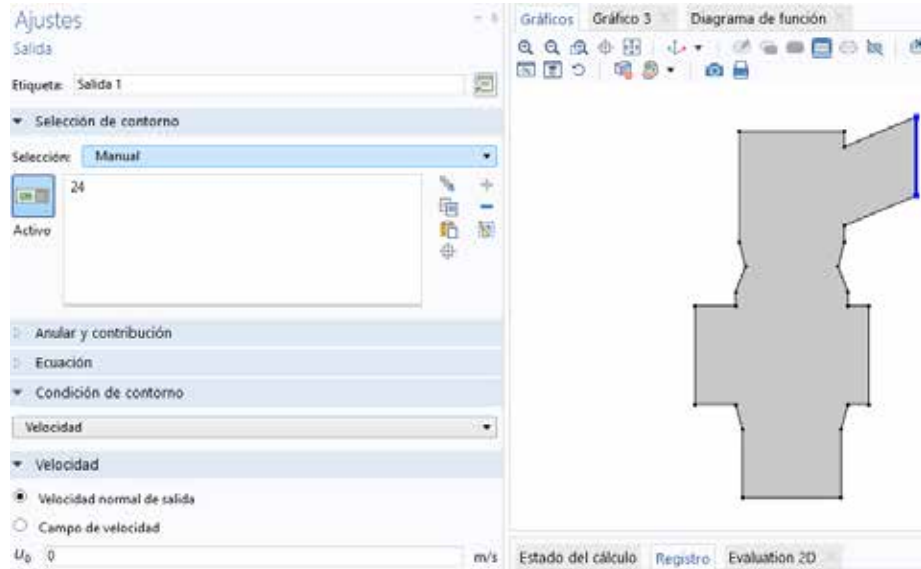 Ajustes
Salida
Etiqueta: Salida 1
Selección de contorno
Selección: Manual
24
Activo
Anular y contribución
Ecuación
Condición de contorno
Velocidad
Velocidad
Velocidad normal de salida
Campo de velocidad
U₀ 0 m/s
Gráficos Gráfico 3 Diagrama de función
Estado del cálculo Registro Evaluation 2D